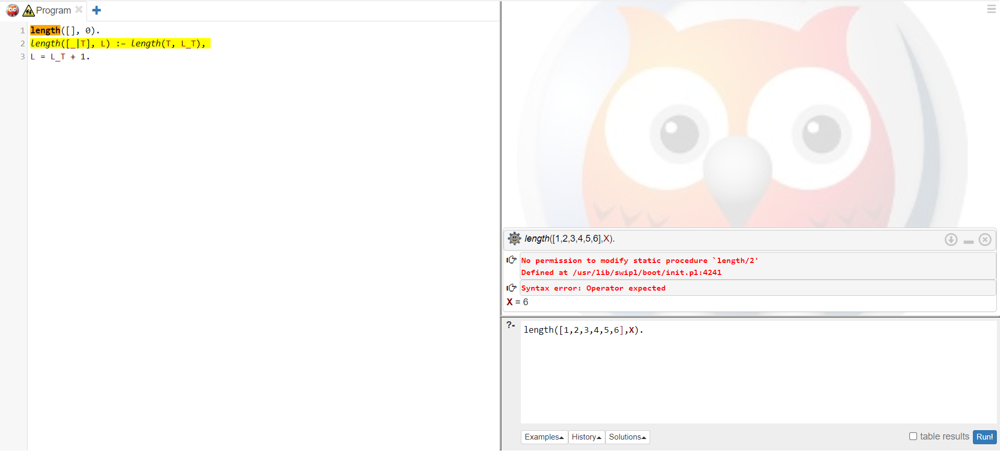 Program
1 length([], 0).
2 length([_|T], L) :– length(T, L_T),
3 L = L_T + 1.
length([1,2,3,4,5,6],X).
No permission to modify static procedure `length/2'
Defined at /usr/lib/swipl/boot/init.pl:4241
Syntax error: Operator expected
X = 6
?- length([1,2,3,4,5,6],X).
Examples History Solutions table results Run!